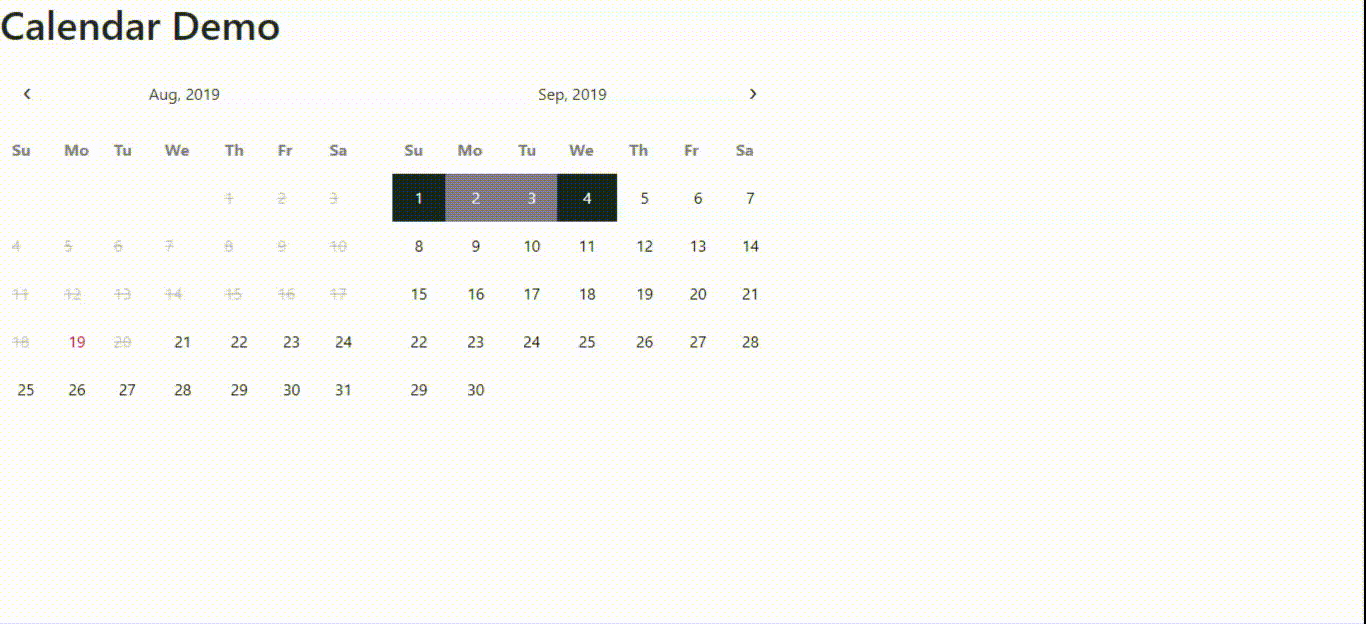 Calendar Demo
‹ Aug, 2019 Sep, 2019 ›
Su Mo Tu We Th Fr Sa Su Mo Tu We Th Fr Sa
1 2 3 1 2 3 4 5 6 7
4 5 6 7 8 9 10 8 9 10 11 12 13 14
11 12 13 14 15 16 17 15 16 17 18 19 20 21
18 19 20 21 22 23 24 22 23 24 25 26 27 28
25 26 27 28 29 30 31 29 30